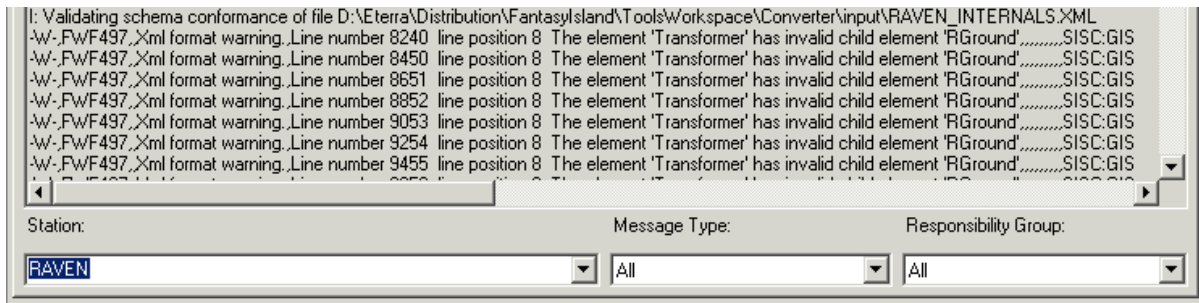 I: Validating schema conformance of file D:\Eterra\Distribution\FantasyIsland\ToolsWorkspace\Converter\input\RAVEN_INTERNALS.XML
-W-,FWF497,,Xml format warning.,Line number 8240  line position 8  The element 'Transformer' has invalid child element 'RGround',,,,,,,,,SISC:GIS
-W-,FWF497,,Xml format warning.,Line number 8450  line position 8  The element 'Transformer' has invalid child element 'RGround',,,,,,,,,SISC:GIS
-W-,FWF497,,Xml format warning.,Line number 8651  line position 8  The element 'Transformer' has invalid child element 'RGround',,,,,,,,,SISC:GIS
-W-,FWF497,,Xml format warning.,Line number 8852  line position 8  The element 'Transformer' has invalid child element 'RGround',,,,,,,,,SISC:GIS
-W-,FWF497,,Xml format warning.,Line number 9053  line position 8  The element 'Transformer' has invalid child element 'RGround',,,,,,,,,SISC:GIS
-W-,FWF497,,Xml format warning.,Line number 9254  line position 8  The element 'Transformer' has invalid child element 'RGround',,,,,,,,,SISC:GIS
-W-,FWF497,,Xml format warning.,Line number 9455  line position 8  The element 'Transformer' has invalid child element 'RGround',,,,,,,,,SISC:GIS
Station: Message Type: Responsibility Group:
RAVEN All All